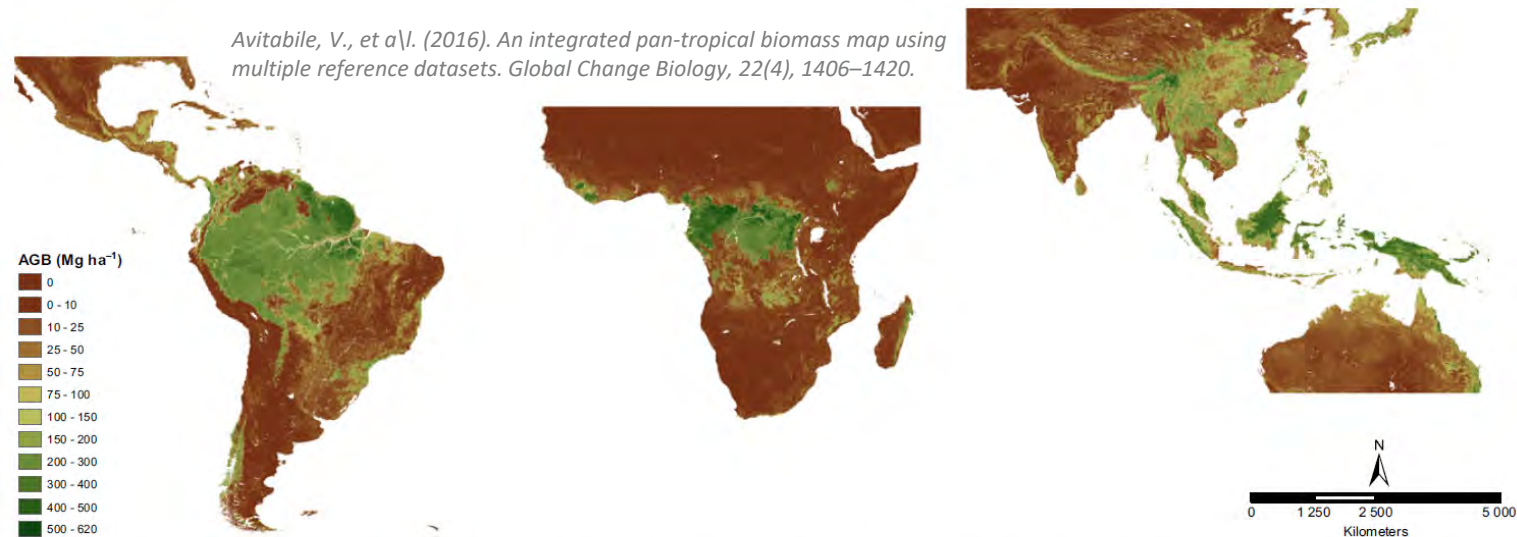 Avitabile, V., et a\l. (2016). An integrated pan-tropical biomass map using
multiple reference datasets. Global Change Biology, 22(4), 1406–1420.
AGB (Mg ha⁻¹)
0
0 - 10
10 - 25
25 - 50
50 - 75
75 - 100
100 - 150
150 - 200
200 - 300
300 - 400
400 - 500
500 - 620
N
0 1 250 2 500 5 000
Kilometers